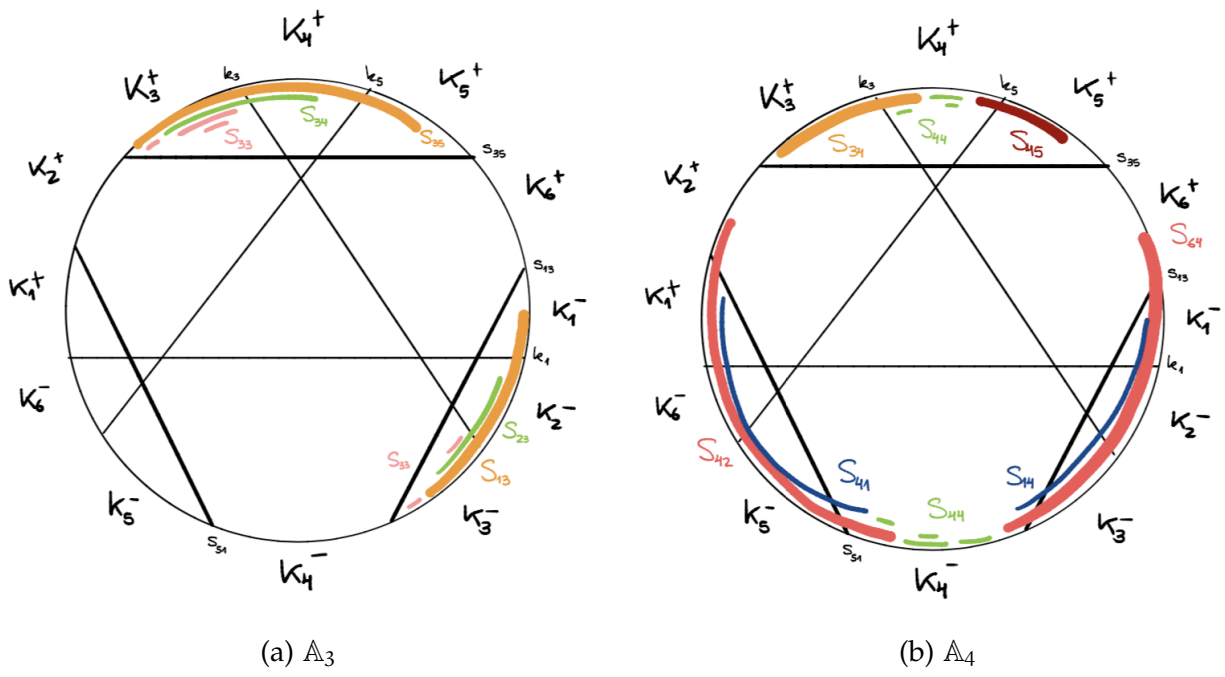 K₄⁺
K₃⁺
k₃
k₅
K₅⁺
S₃₄
S₃₃
S₃₅
S₃₅
K₂⁺
K₆⁺
S₁₃
K₁⁺
K₁⁻
k₁
K₆⁻
K₂⁻
S₂₃
S₃₃
S₁₃
K₅⁻
K₃⁻
S₅₁
K₄⁻
(a) 𝔸₃
K₄⁺
K₃⁺
k₃
k₅
K₅⁺
S₃₄
S₄₄
S₄₅
S₃₅
K₂⁺
K₆⁺
S₆₄
S₁₃
K₁⁺
K₁⁻
k₁
K₆⁻
K₂⁻
S₄₂
S₄₁
S₁₄
K₅⁻
S₄₄
K₃⁻
S₅₁
K₄⁻
(b) 𝔸₄